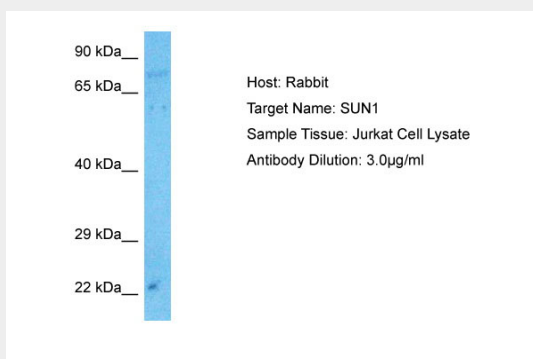 90 kDa__
65 kDa__
40 kDa__
29 kDa__
22 kDa__
Host: Rabbit
Target Name: SUN1
Sample Tissue: Jurkat Cell Lysate
Antibody Dilution: 3.0µg/ml